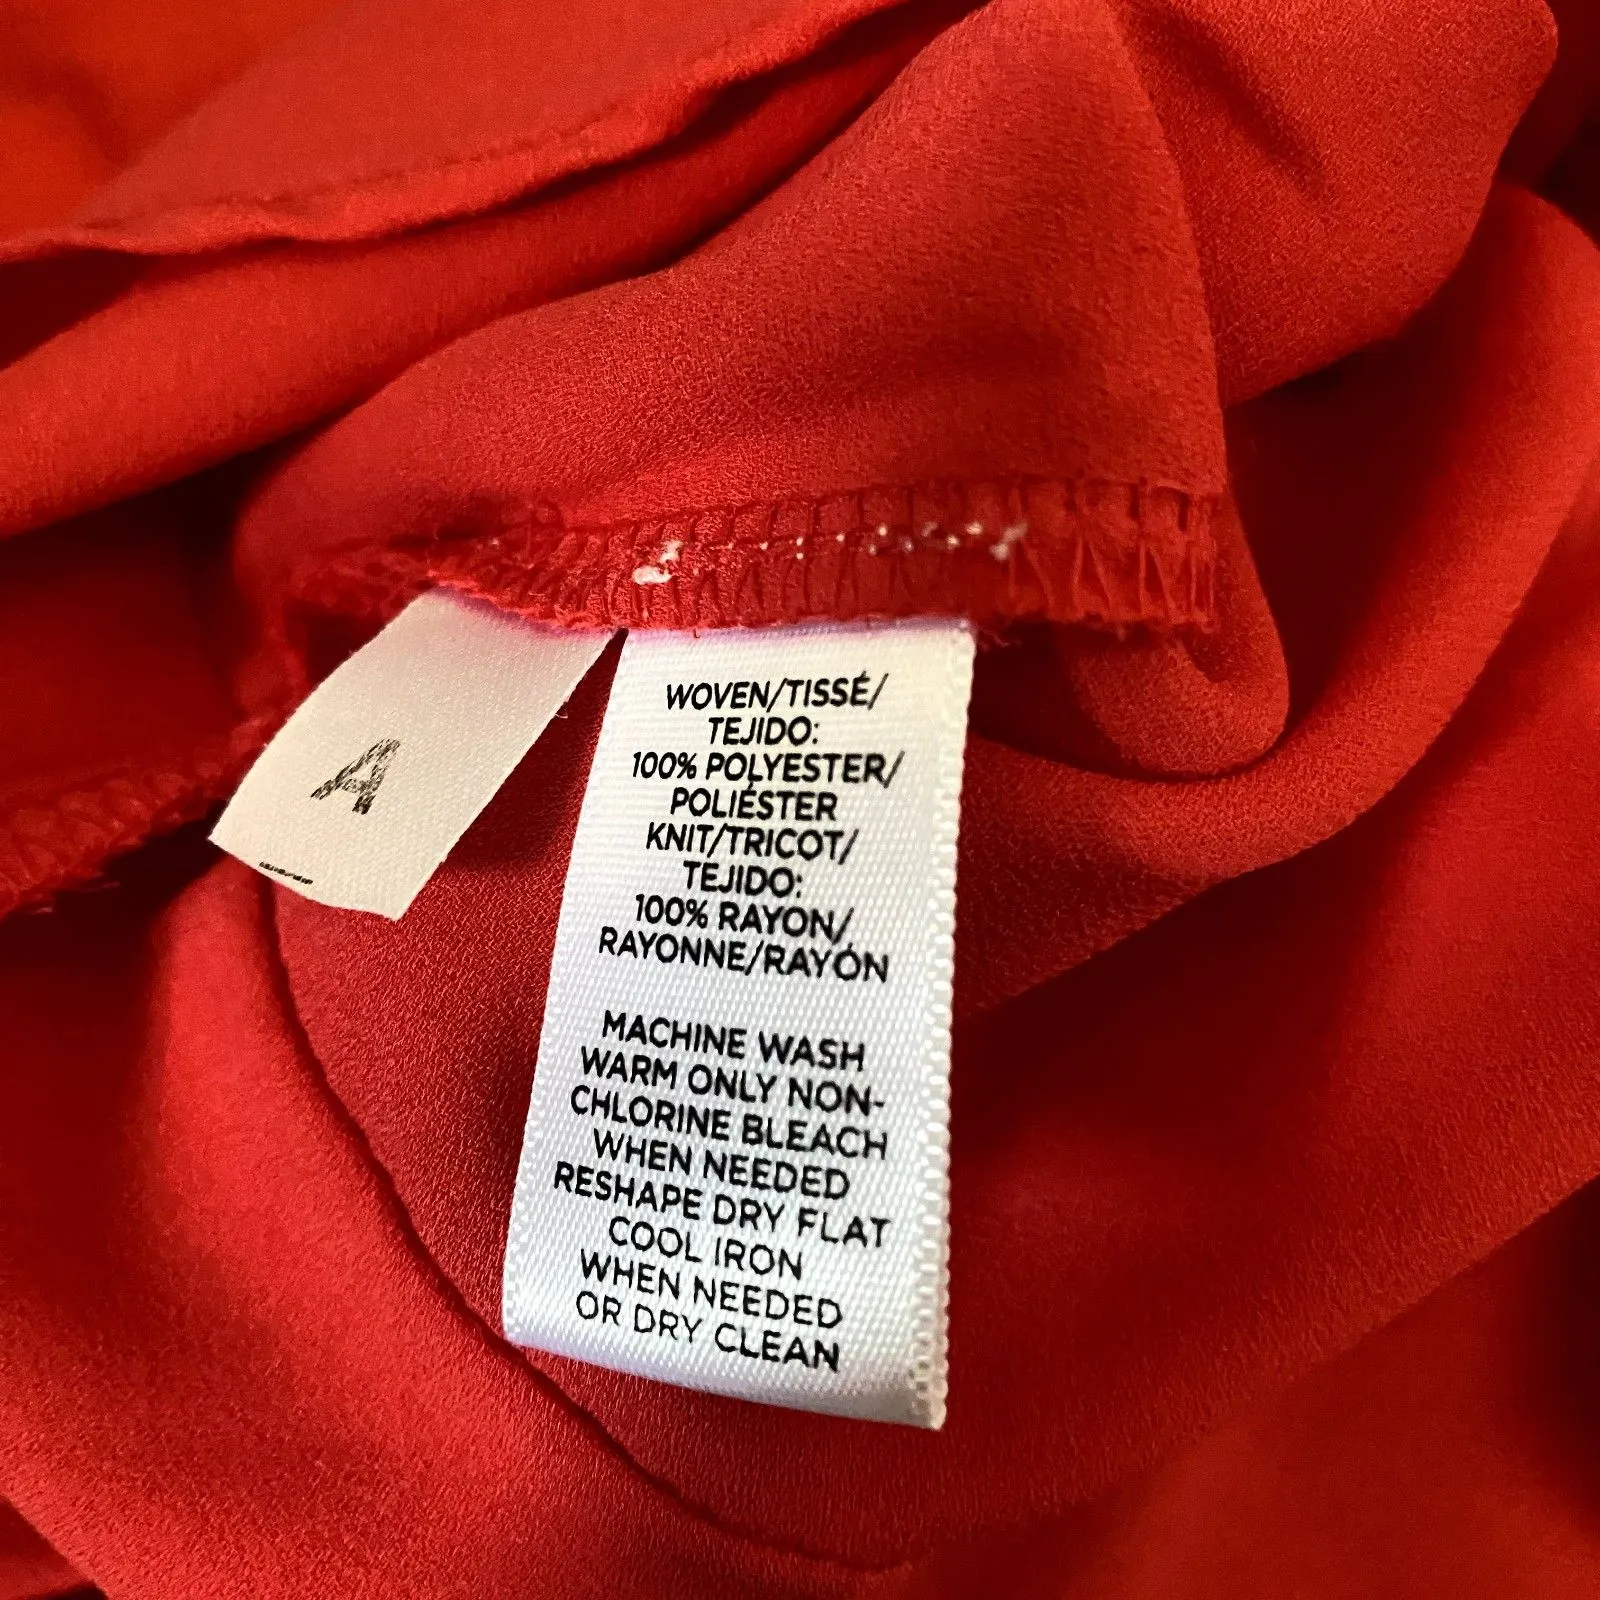 A
WOVEN/TISSÉ/
TEJIDO:
100% POLYESTER/
POLIÉSTER
KNIT/TRICOT/
TEJIDO:
100% RAYON/
RAYONNE/RAYÓN
MACHINE WASH
WARM ONLY NON-
CHLORINE BLEACH
WHEN NEEDED
RESHAPE DRY FLAT
COOL IRON
WHEN NEEDED
OR DRY CLEAN